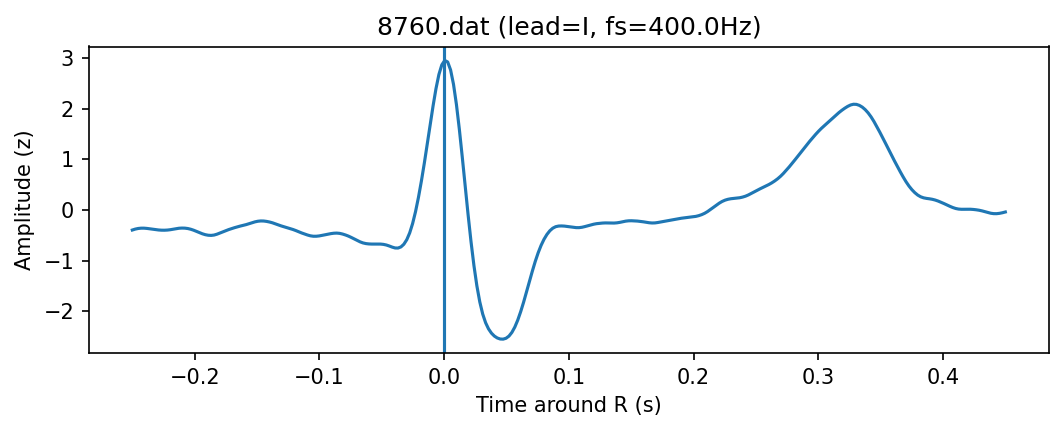 8760.dat (lead=I, fs=400.0Hz)
Amplitude (z)
3
2
1
0
−1
−2
−0.2 −0.1 0.0 0.1 0.2 0.3 0.4
Time around R (s)